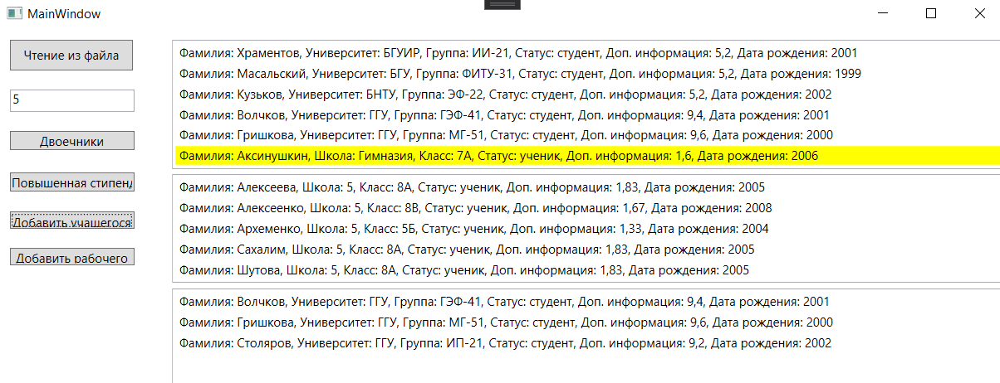 MainWindow
Чтение из файла
5
Двоечники
Повышенная стипенд
Добавить учащегося
Добавить рабочего
Фамилия: Храментов, Университет: БГУИР, Группа: ИИ-21, Статус: студент, Доп. информация: 5,2, Дата рождения: 2001
Фамилия: Масальский, Университет: БГУ, Группа: ФИТУ-31, Статус: студент, Доп. информация: 5,2, Дата рождения: 1999
Фамилия: Кузьков, Университет: БНТУ, Группа: ЭФ-22, Статус: студент, Доп. информация: 5,2, Дата рождения: 2002
Фамилия: Волчков, Университет: ГГУ, Группа: ГЭФ-41, Статус: студент, Доп. информация: 9,4, Дата рождения: 2001
Фамилия: Гришкова, Университет: ГГУ, Группа: МГ-51, Статус: студент, Доп. информация: 9,6, Дата рождения: 2000
Фамилия: Аксинушкин, Школа: Гимназия, Класс: 7А, Статус: ученик, Доп. информация: 1,6, Дата рождения: 2006
Фамилия: Алексеева, Школа: 5, Класс: 8А, Статус: ученик, Доп. информация: 1,83, Дата рождения: 2005
Фамилия: Алексеенко, Школа: 5, Класс: 8В, Статус: ученик, Доп. информация: 1,67, Дата рождения: 2008
Фамилия: Археменко, Школа: 5, Класс: 5Б, Статус: ученик, Доп. информация: 1,33, Дата рождения: 2004
Фамилия: Сахалим, Школа: 5, Класс: 8А, Статус: ученик, Доп. информация: 1,83, Дата рождения: 2005
Фамилия: Шутова, Школа: 5, Класс: 8А, Статус: ученик, Доп. информация: 1,83, Дата рождения: 2005
Фамилия: Волчков, Университет: ГГУ, Группа: ГЭФ-41, Статус: студент, Доп. информация: 9,4, Дата рождения: 2001
Фамилия: Гришкова, Университет: ГГУ, Группа: МГ-51, Статус: студент, Доп. информация: 9,6, Дата рождения: 2000
Фамилия: Столяров, Университет: ГГУ, Группа: ИП-21, Статус: студент, Доп. информация: 9,2, Дата рождения: 2002